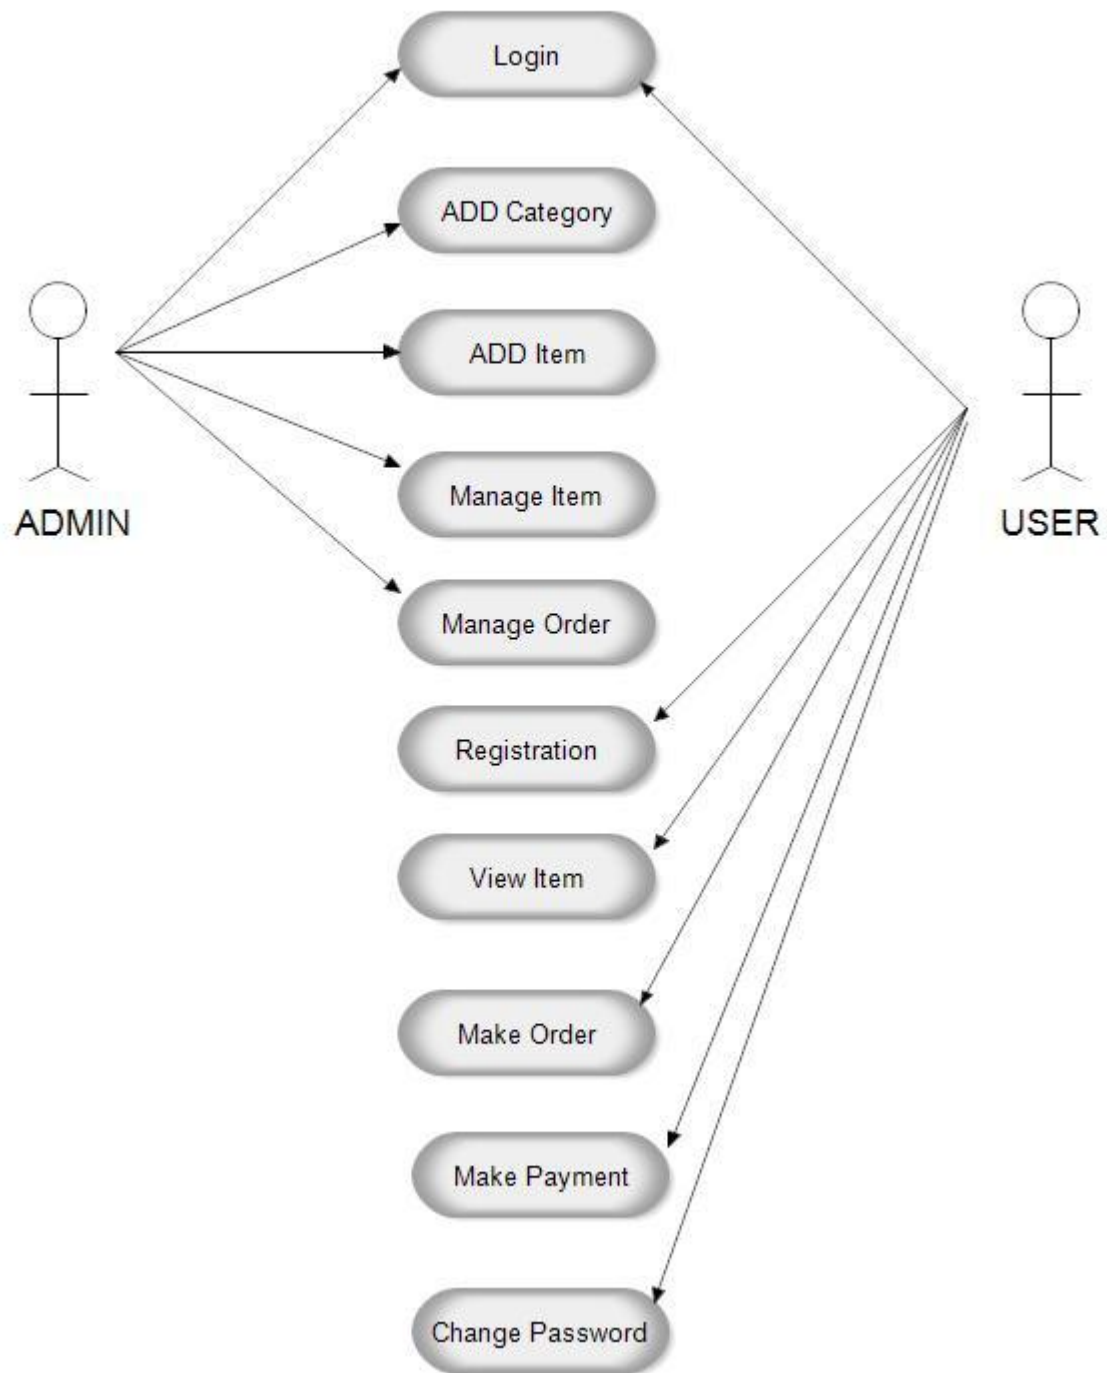 Login
ADD Category
ADD Item
Manage Item
ADMIN
USER
Manage Order
Registration
View Item
Make Order
Make Payment
Change Password